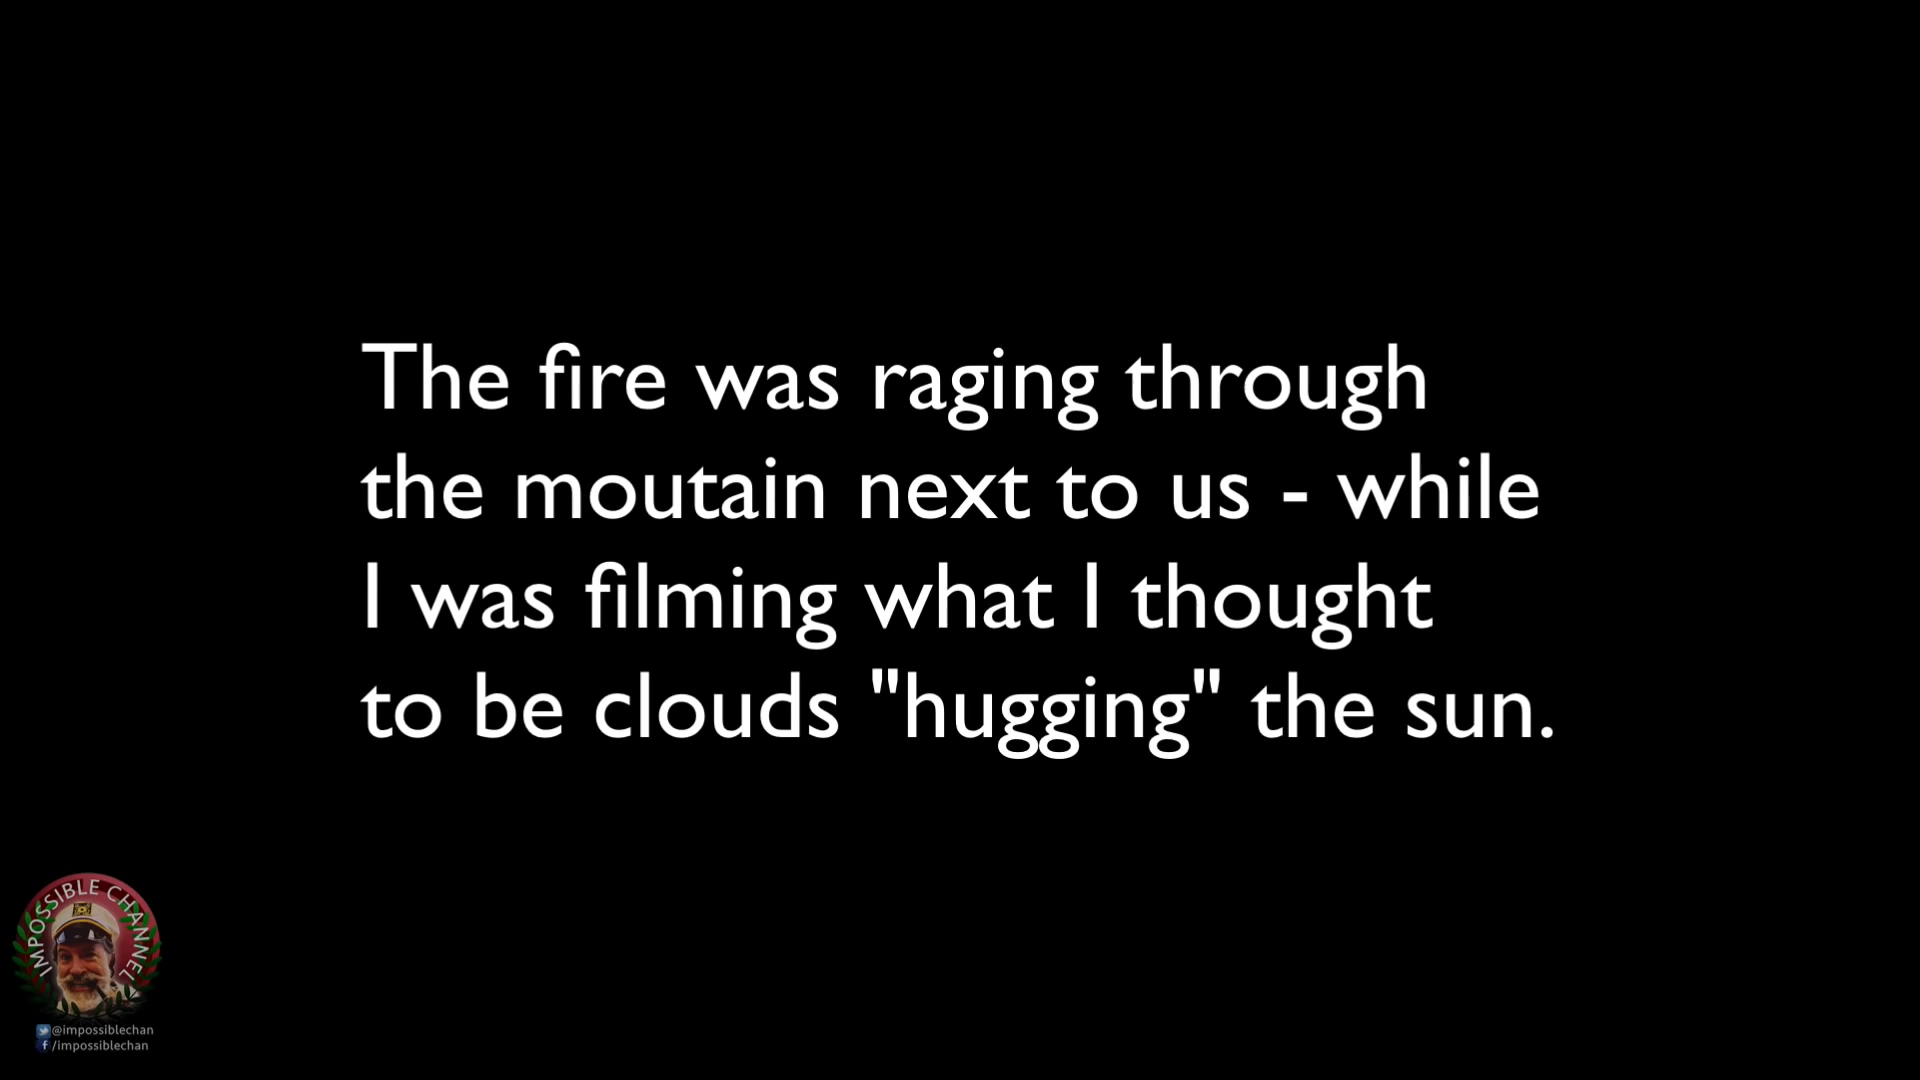 The fire was raging through
the moutain next to us - while
I was filming what I thought
to be clouds "hugging" the sun.
IMPOSSIBLE CHANNEL
@impossiblechan
f /impossiblechan